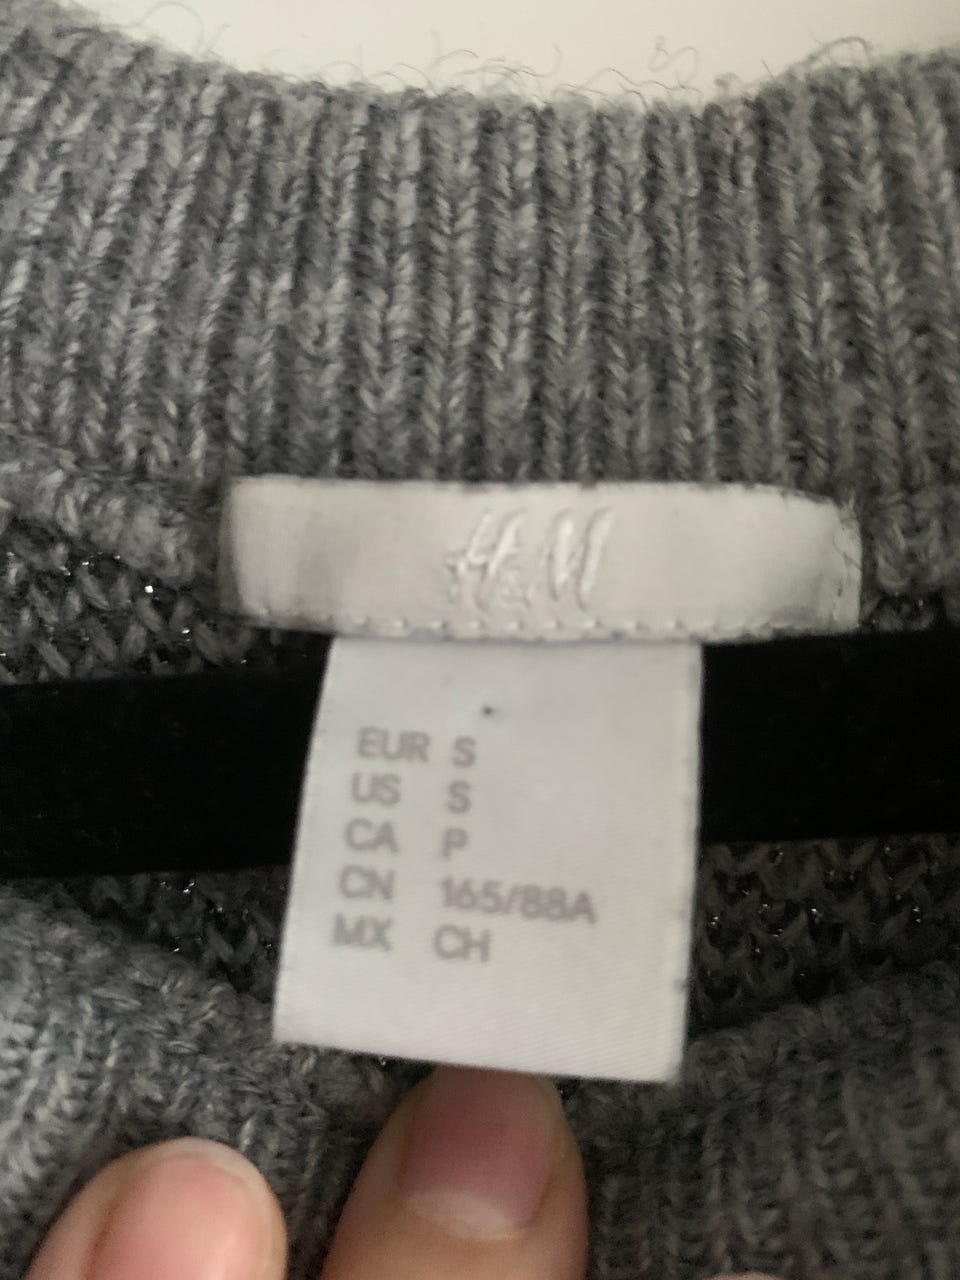 H&M
EUR S
US S
CA P
CN 165/88A
MX CH